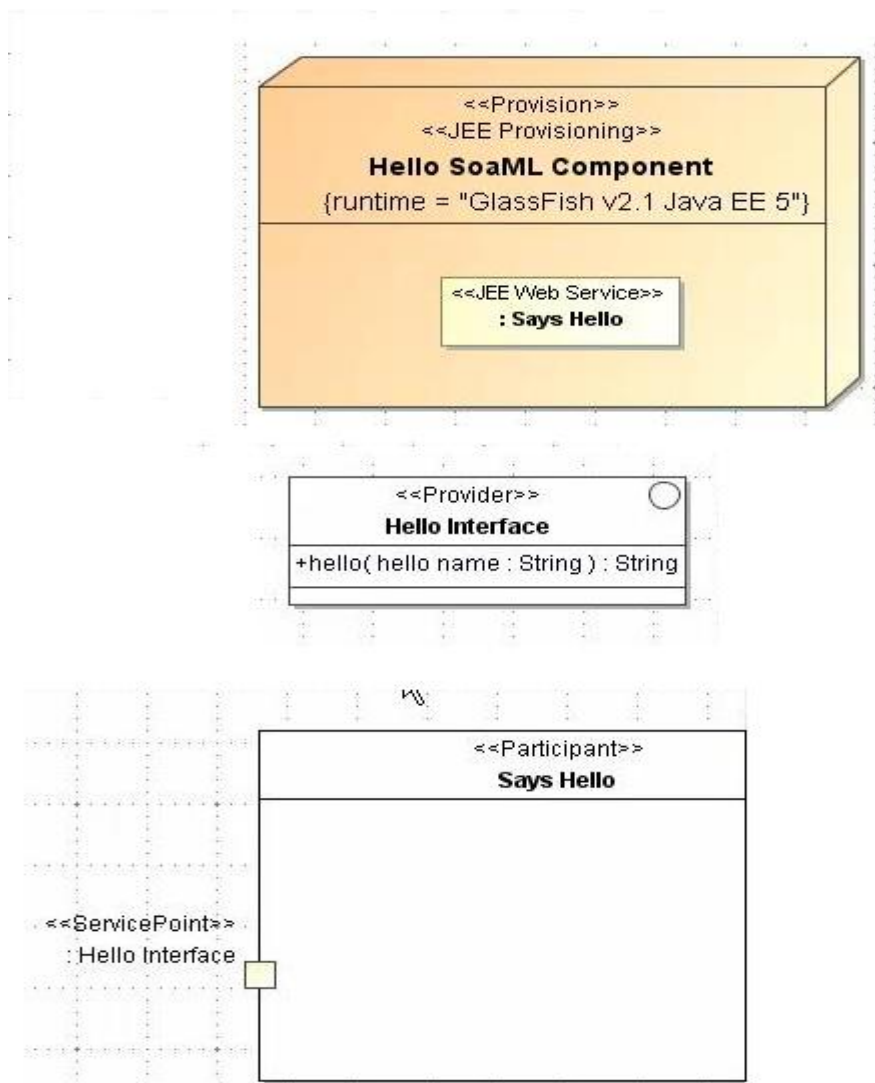 <<Provision>>
<<JEE Provisioning>>
Hello SoaML Component
{runtime = "GlassFish v2.1 Java EE 5"}
<<JEE Web Service>>
: Says Hello
<<Provider>>
Hello Interface
+hello( hello name : String ) : String
<<Participant>>
Says Hello
<<ServicePoint>>
: Hello Interface